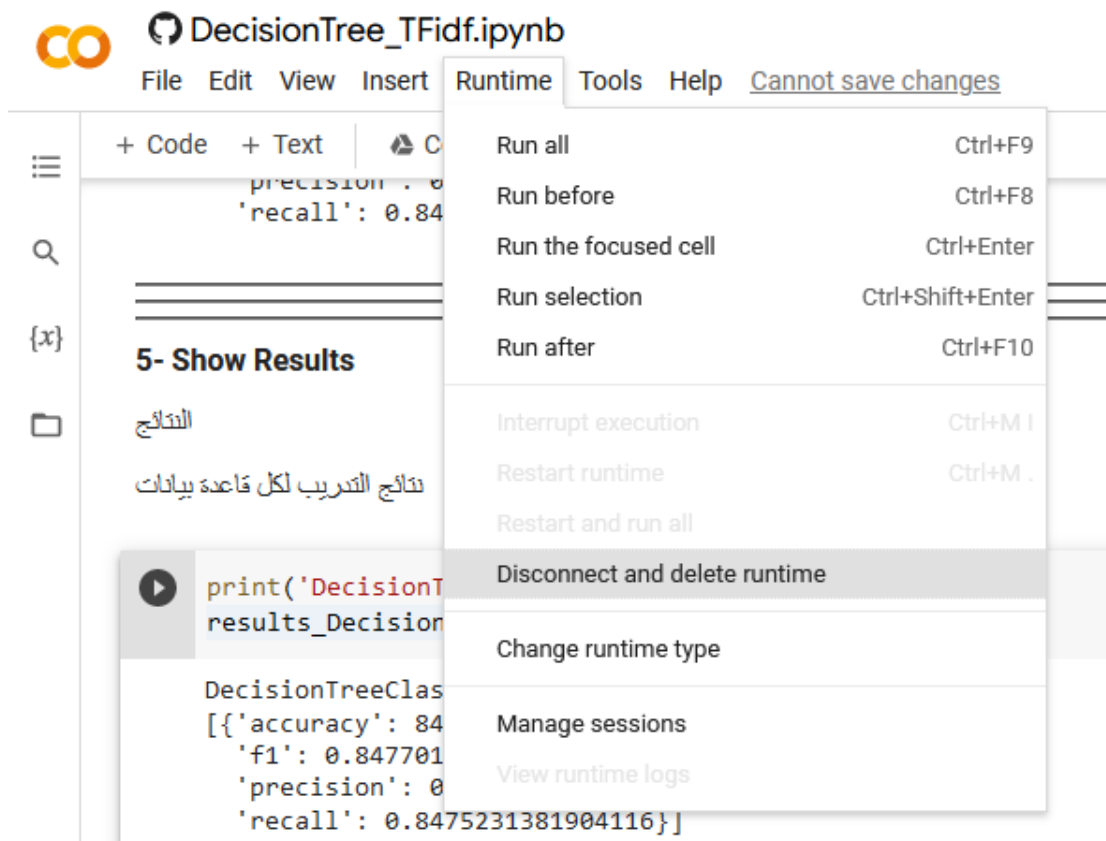 DecisionTree_TFidf.ipynb
File Edit View Insert Runtime Tools Help Cannot save changes
+ Code + Text
Run all Ctrl+F9
Run before Ctrl+F8
Run the focused cell Ctrl+Enter
Run selection Ctrl+Shift+Enter
Run after Ctrl+F10
Interrupt execution Ctrl+M I
Restart runtime Ctrl+M .
Restart and run all
Disconnect and delete runtime
Change runtime type
Manage sessions
View runtime logs
{x}
'precision': 0
'recall': 0.84
5- Show Results
النتائج
نتائج التدريب لكل قاعدة بيانات
print('DecisionT
results_Decision
DecisionTreeClas
[{'accuracy': 84
'f1': 0.847701
'precision': 0
'recall': 0.8475231381904116}]